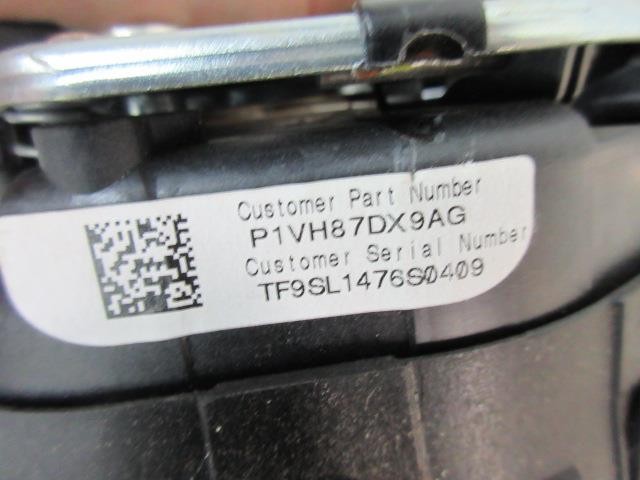 Customer Part Number
P1VH87DX9AG
Customer Serial Number
TF9SL1476S0409